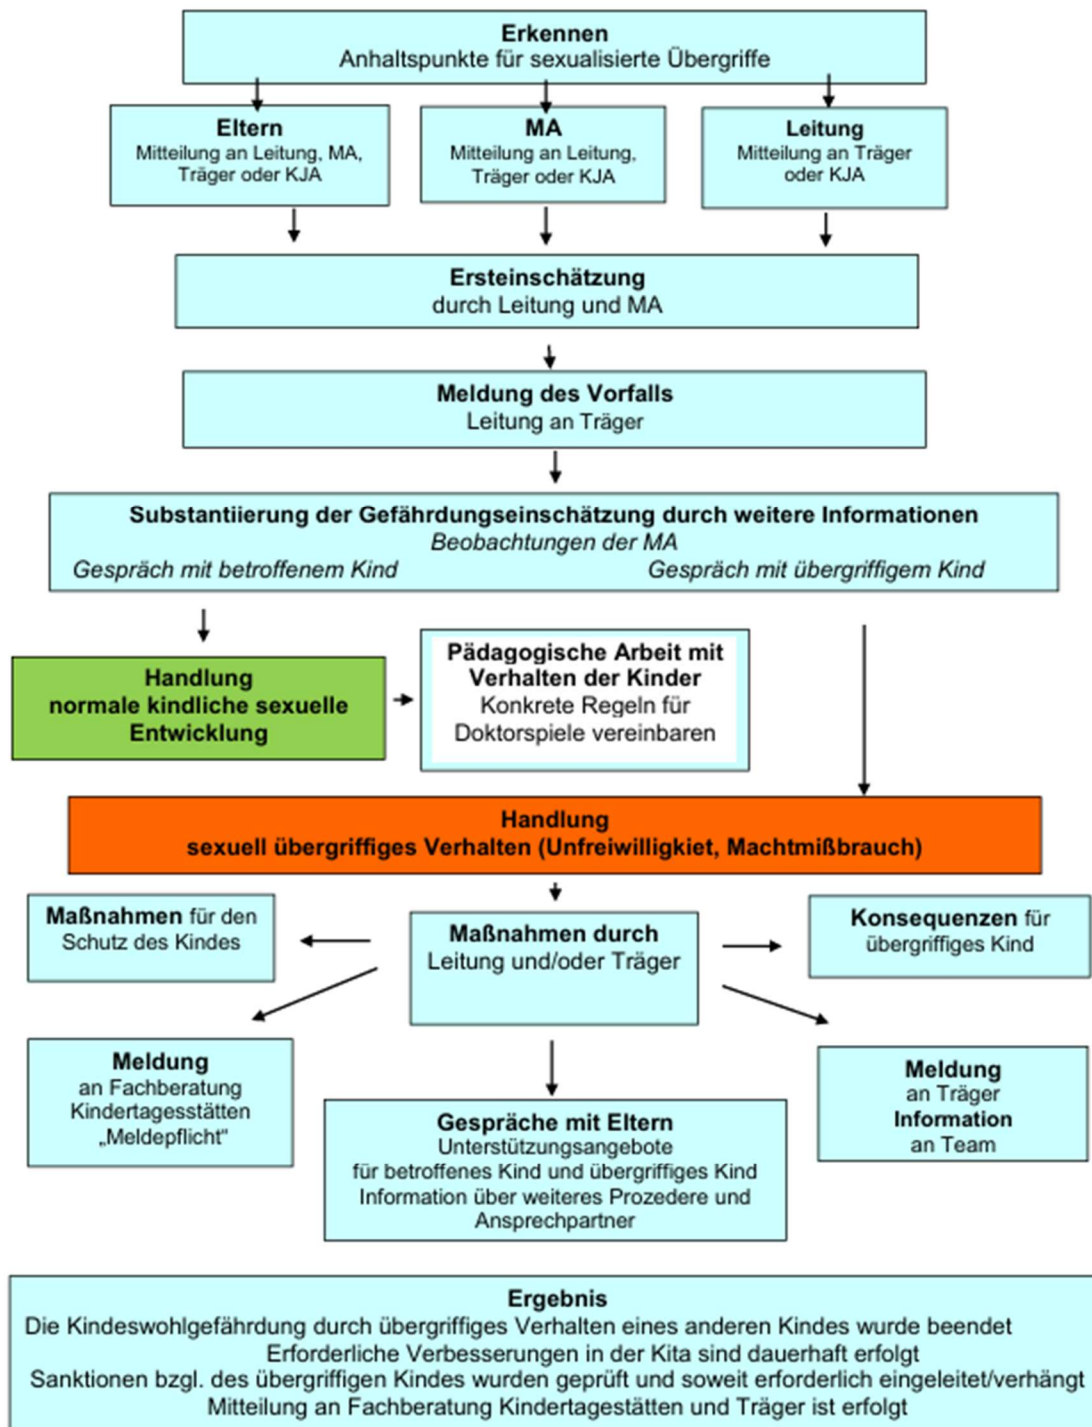 Erkennen
Anhaltspunkte für sexualisierte Übergriffe
Eltern
Mitteilung an Leitung, MA,
Träger oder KJA
MA
Mitteilung an Leitung,
Träger oder KJA
Leitung
Mitteilung an Träger
oder KJA
Ersteinschätzung
durch Leitung und MA
Meldung des Vorfalls
Leitung an Träger
Substantiierung der Gefährdungseinschätzung durch weitere Informationen
Beobachtungen der MA
Gespräch mit betroffenem Kind Gespräch mit übergriffigem Kind
Handlung
normale kindliche sexuelle
Entwicklung
Pädagogische Arbeit mit
Verhalten der Kinder
Konkrete Regeln für
Doktorspiele vereinbaren
Handlung
sexuell übergriffiges Verhalten (Unfreiwilligkiet, Machtmißbrauch)
Maßnahmen für den
Schutz des Kindes
Maßnahmen durch
Leitung und/oder Träger
Konsequenzen für
übergriffiges Kind
Meldung
an Fachberatung
Kindertagesstätten
„Meldepflicht“
Gespräche mit Eltern
Unterstützungsangebote
für betroffenes Kind und übergriffiges Kind
Information über weiteres Prozedere und
Ansprechpartner
Meldung
an Träger
Information
an Team
Ergebnis
Die Kindeswohlgefährdung durch übergriffiges Verhalten eines anderen Kindes wurde beendet
Erforderliche Verbesserungen in der Kita sind dauerhaft erfolgt
Sanktionen bzgl. des übergriffigen Kindes wurden geprüft und soweit erforderlich eingeleitet/verhängt
Mitteilung an Fachberatung Kindertagestätten und Träger ist erfolgt